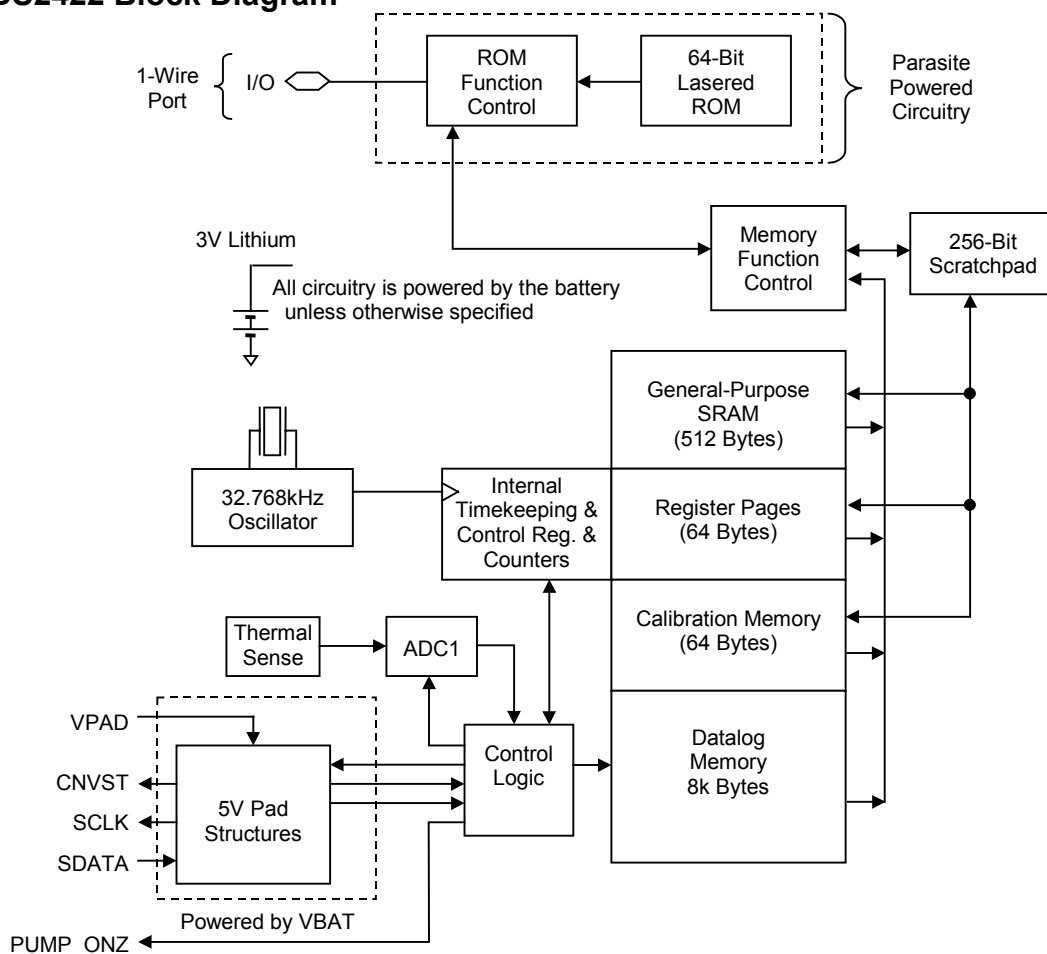 Block Diagram
1-Wire
Port
I/O
ROM
Function
Control
64-Bit
Lasered
ROM
Parasite
Powered
Circuitry
3V Lithium
All circuitry is powered by the battery
unless otherwise specified
Memory
Function
Control
256-Bit
Scratchpad
General-Purpose
SRAM
(512 Bytes)
32.768kHz
Oscillator
Internal
Timekeeping &
Control Reg. &
Counters
Register Pages
(64 Bytes)
Calibration Memory
(64 Bytes)
Thermal
Sense
ADC1
VPAD
CNVST
SCLK
SDATA
5V Pad
Structures
Control
Logic
Datalog
Memory
8k Bytes
Powered by VBAT
PUMP_ONZ